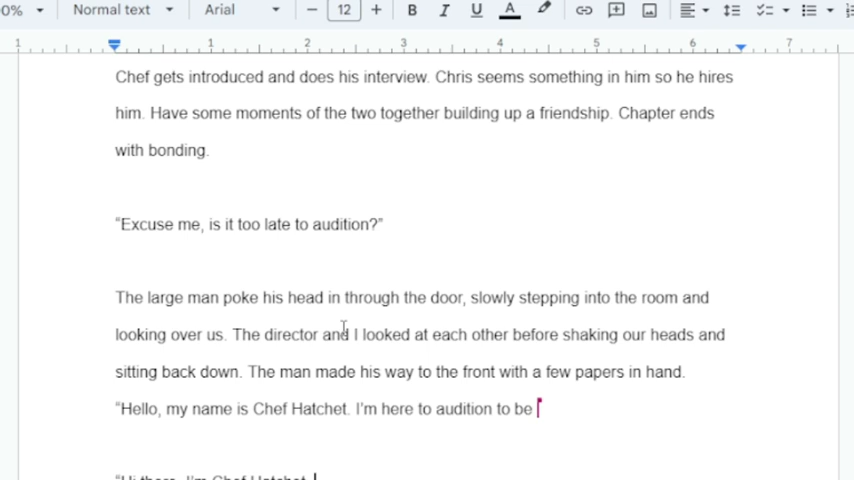 0% Normal text Arial 12 B I U A
1 1 2 3 4 5 6 7
Chef gets introduced and does his interview. Chris seems something in him so he hires
him. Have some moments of the two together building up a friendship. Chapter ends
with bonding.
“Excuse me, is it too late to audition?”
The large man poke his head in through the door, slowly stepping into the room and
looking over us. The director and I looked at each other before shaking our heads and
sitting back down. The man made his way to the front with a few papers in hand.
“Hello, my name is Chef Hatchet. I’m here to audition to be
“Hi there, I’m Chef Hatchet.